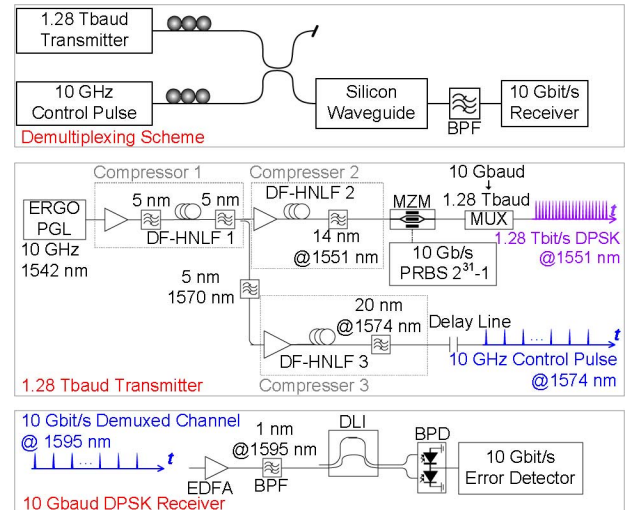 1.28 Tbaud
Transmitter
10 GHz
Control Pulse
Silicon
Waveguide
BPF
10 Gbit/s
Receiver
Demultiplexing Scheme
Compressor 1
Compressor 2
ERGO
PGL
10 GHz
1542 nm
5 nm
5 nm
DF-HNLF 1
DF-HNLF 2
14 nm
@1551 nm
MZM
10 Gb/s
PRBS 2³¹-1
10 Gbaud
1.28 Tbaud
MUX
t
1.28 Tbit/s DPSK
@1551 nm
5 nm
1570 nm
20 nm
@1574 nm
DF-HNLF 3
Delay Line
t
10 GHz Control Pulse
@1574 nm
Compresser 3
1.28 Tbaud Transmitter
10 Gbit/s Demuxed Channel
@ 1595 nm
t
EDFA
1 nm
@1595 nm
BPF
DLI
BPD
10 Gbit/s
Error Detector
10 Gbaud DPSK Receiver